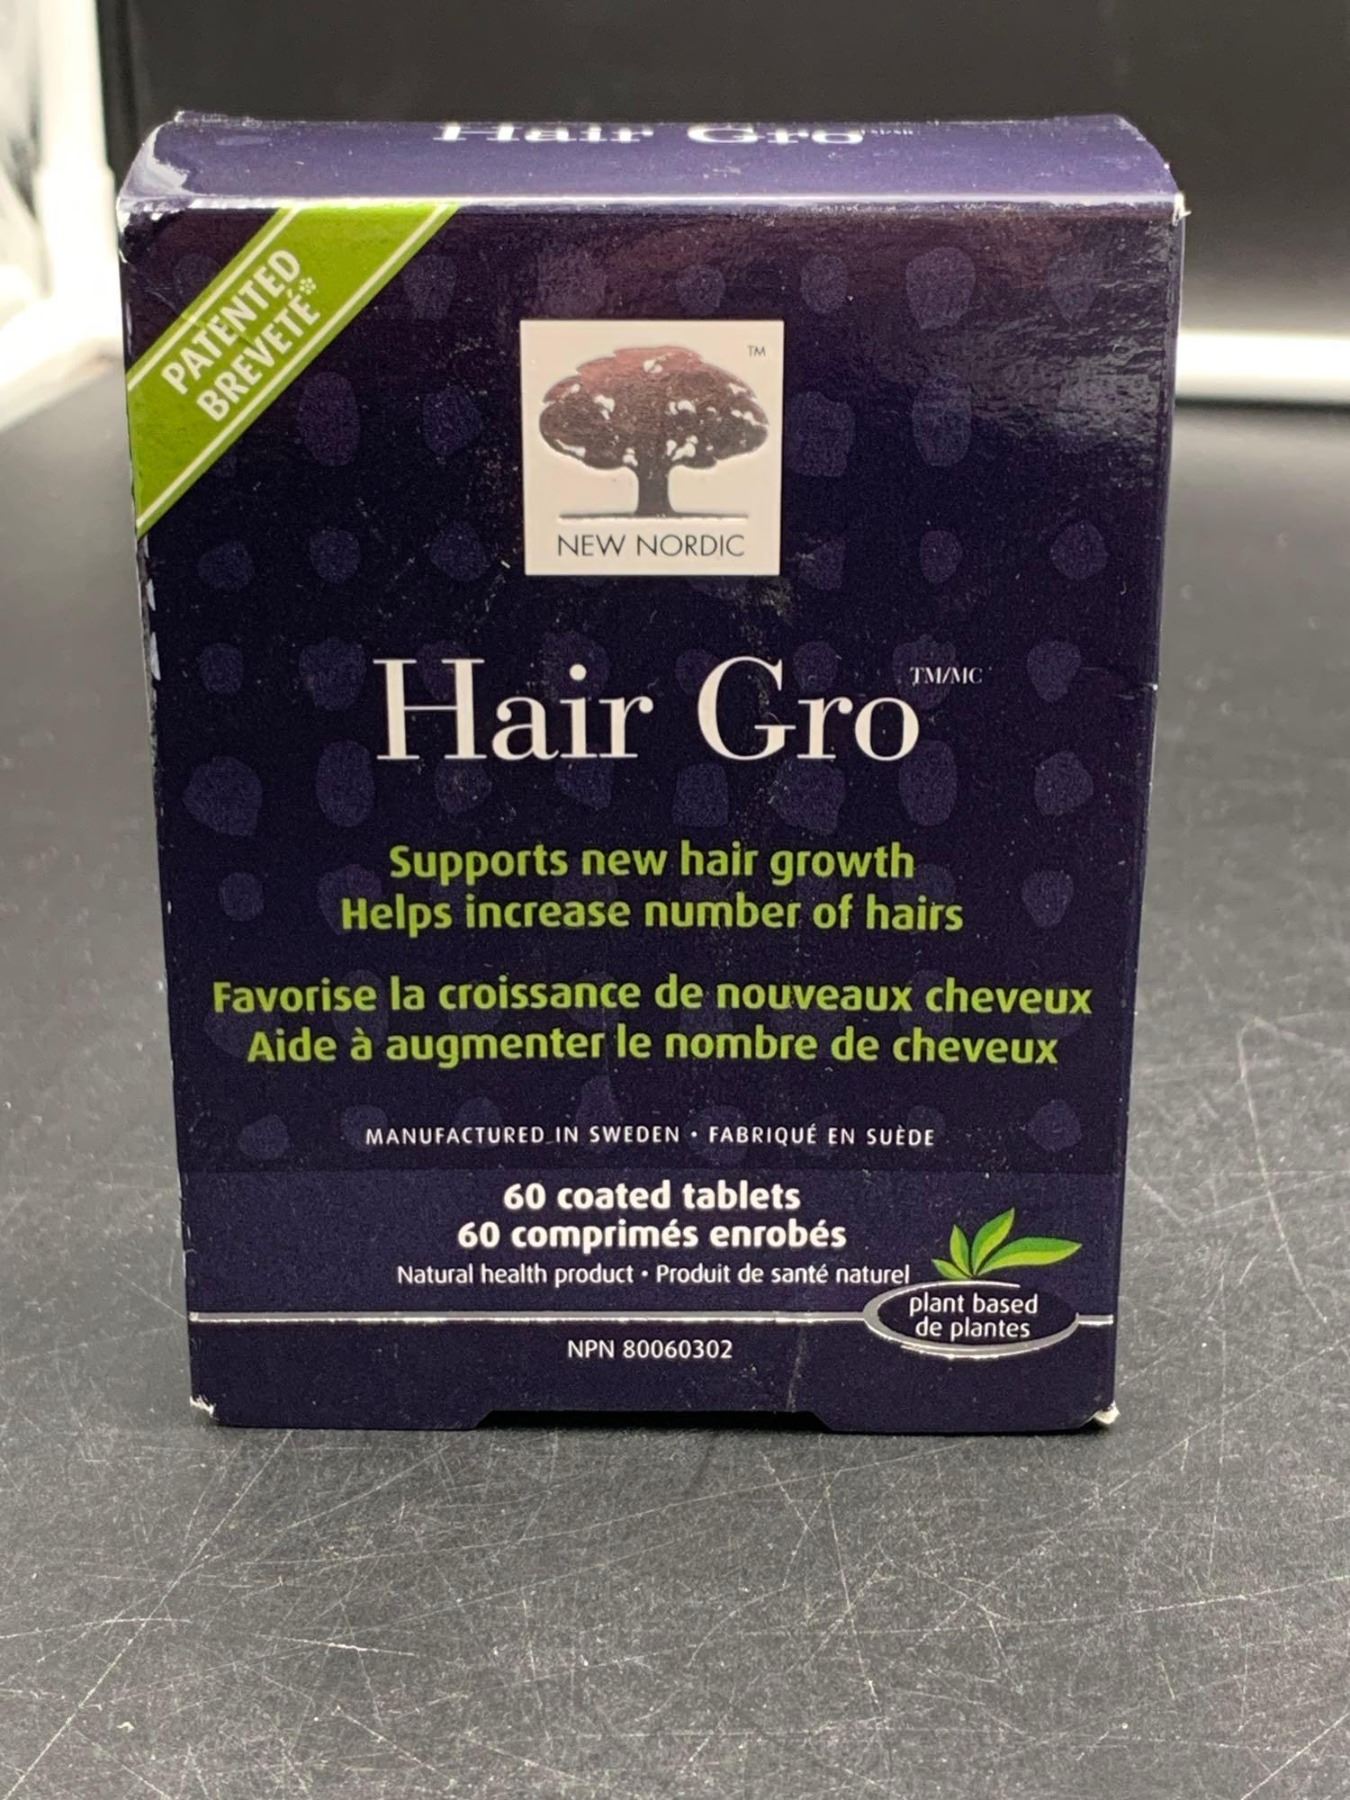 Hair Gro
PATENTED
BREVETÉ*
TM
NEW NORDIC
Hair Gro TM/MC
Supports new hair growth
Helps increase number of hairs
Favorise la croissance de nouveaux cheveux
Aide à augmenter le nombre de cheveux
MANUFACTURED IN SWEDEN • FABRIQUÉ EN SUÈDE
60 coated tablets
60 comprimés enrobés
Natural health product • Produit de santé naturel
plant based
de plantes
NPN 80060302